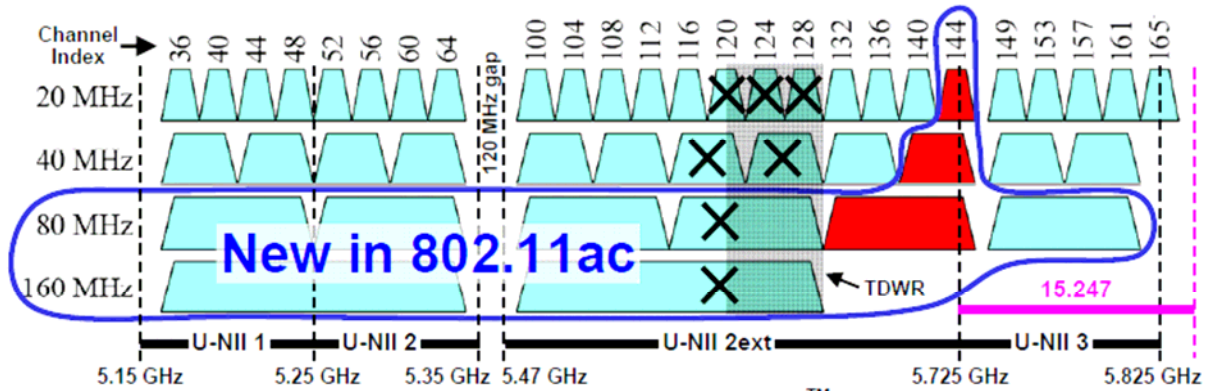 Channel Index
36 40 44 48 52 56 60 64 100 104 108 112 116 120 124 128 132 136 140 144 149 153 157 161 165
20 MHz
120 MHz gap
40 MHz
80 MHz
New in 802.11ac
160 MHz
TDWR
15.247
U-NII 1 U-NII 2 U-NII 2ext U-NII 3
5.15 GHz 5.25 GHz 5.35 GHz 5.47 GHz 5.725 GHz 5.825 GHz
TM